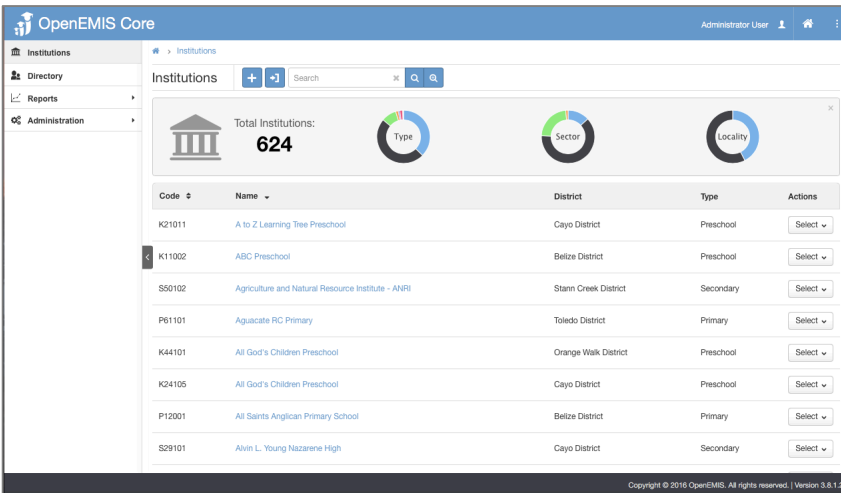 OpenEMIS Core
Administrator User
Institutions
Directory
Reports
Administration
Institutions
Institutions
Search
Total Institutions:
624
Type
Sector
Locality
Code Name District Type Actions
K21011 A to Z Learning Tree Preschool Cayo District Preschool Select
K11002 ABC Preschool Belize District Preschool Select
S50102 Agriculture and Natural Resource Institute - ANRI Stann Creek District Secondary Select
P61101 Aguacate RC Primary Toledo District Primary Select
K44101 All God's Children Preschool Orange Walk District Preschool Select
K24105 All God's Children Preschool Cayo District Preschool Select
P12001 All Saints Anglican Primary School Belize District Primary Select
S29101 Alvin L. Young Nazarene High Cayo District Secondary Select
Copyright © 2016 OpenEMIS. All rights reserved. | Version 3.8.1.